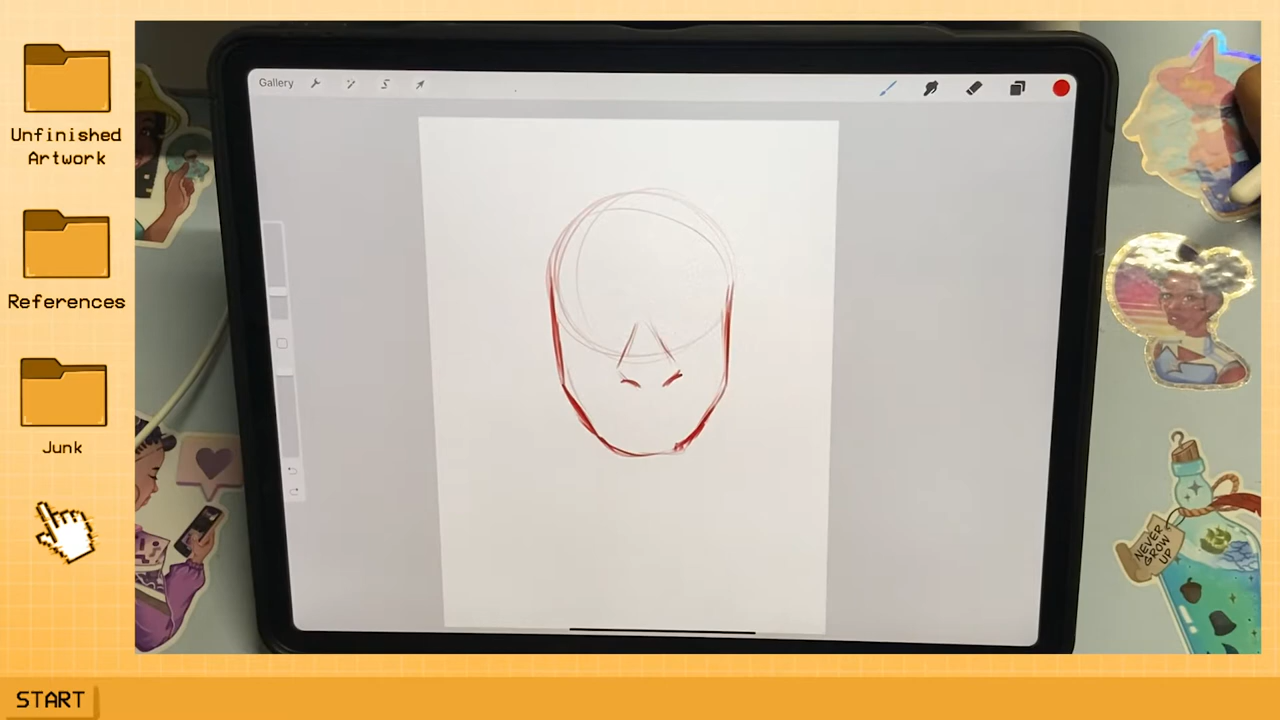 Unfinished
Artwork
References
Junk
START
Gallery
NEVER
GROW
UP